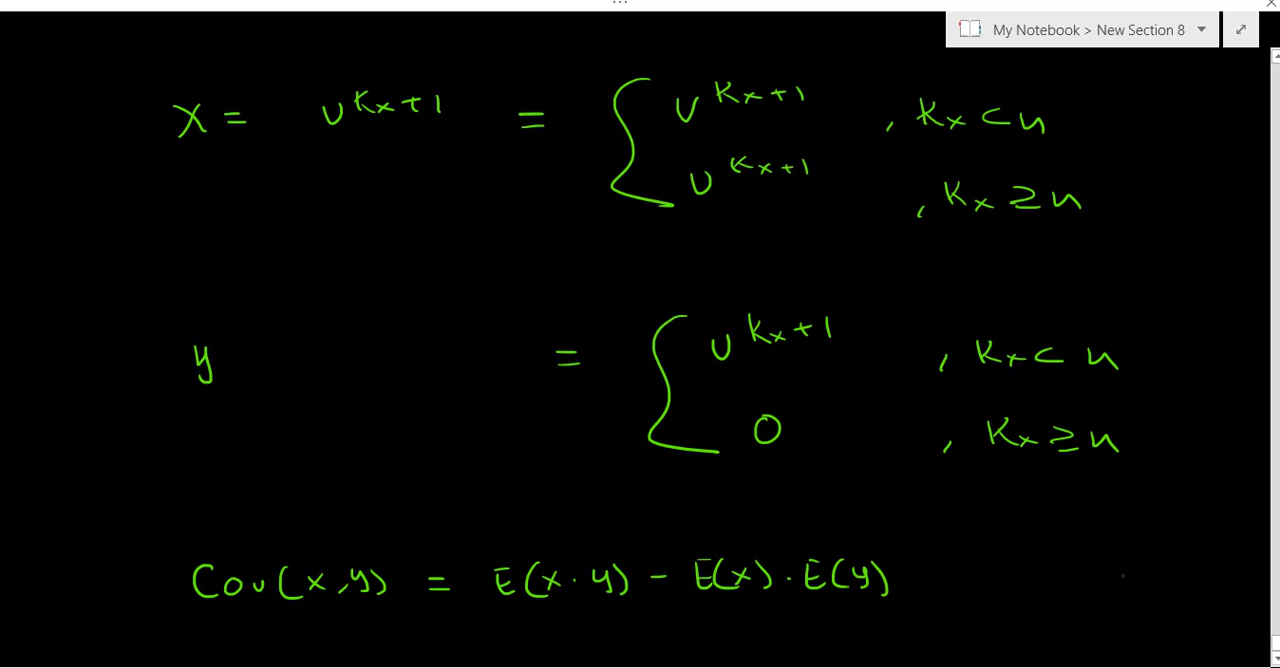 My Notebook > New Section 8
x = v^{Kx+1} = { v^{Kx+1} , Kx < n
v^{Kx+1} , Kx ≥ n
y = { v^{Kx+1} , Kx < n
0 , Kx ≥ n
Cov(x,y) = E(x·y) - E(x)·E(y)